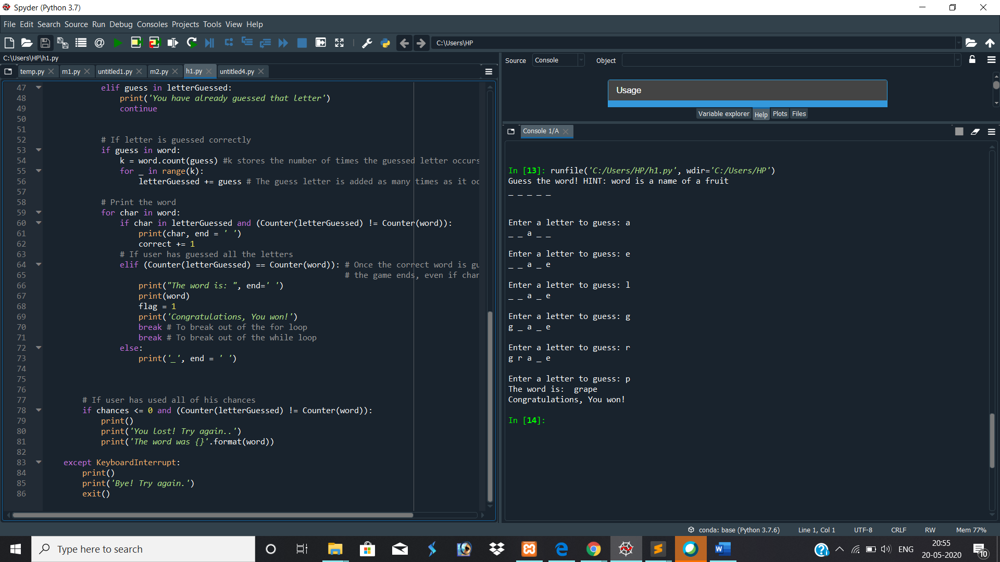 Spyder (Python 3.7)
File Edit Search Source Run Debug Consoles Projects Tools View Help
C:\Users\HP
C:\Users\HP\h1.py
temp.py m1.py untitled1.py m2.py h1.py untitled4.py
47 elif guess in letterGuessed:
48 print('You have already guessed that letter')
49 continue
50
51
52 # If letter is guessed correctly
53 if guess in word:
54 k = word.count(guess) #k stores the number of times the guessed letter occurs
55 for _ in range(k):
56 letterGuessed += guess # The guess letter is added as many times as it oc
57
58 # Print the word
59 for char in word:
60 if char in letterGuessed and (Counter(letterGuessed) != Counter(word)):
61 print(char, end = ' ')
62 correct += 1
63 # If user has guessed all the letters
64 elif (Counter(letterGuessed) == Counter(word)): # Once the correct word is gu
65 # the game ends, even if chan
66 print("The word is: ", end=' ')
67 print(word)
68 flag = 1
69 print('Congratulations, You won!')
70 break # To break out of the for loop
71 break # To break out of the while loop
72 else:
73 print('_', end = ' ')
74
75
76
77 # If user has used all of his chances
78 if chances <= 0 and (Counter(letterGuessed) != Counter(word)):
79 print()
80 print('You lost! Try again..')
81 print('The word was {}'.format(word))
82
83 except KeyboardInterrupt:
84 print()
85 print('Bye! Try again.')
86 exit()
Source Console Object
Usage
Variable explorer Help Plots Files
Console 1/A
In [13]: runfile('C:/Users/HP/h1.py', wdir='C:/Users/HP')
Guess the word! HINT: word is a name of a fruit
_ _ _ _ _
Enter a letter to guess: a
_ _ a _ _
Enter a letter to guess: e
_ _ a _ e
Enter a letter to guess: l
_ _ a _ e
Enter a letter to guess: g
g _ a _ e
Enter a letter to guess: r
g r a _ e
Enter a letter to guess: p
The word is:  grape
Congratulations, You won!
In [14]:
conda: base (Python 3.7.6) Line 1, Col 1 UTF-8 CRLF RW Mem 77%
Type here to search
ENG
20:55
20-05-2020
10